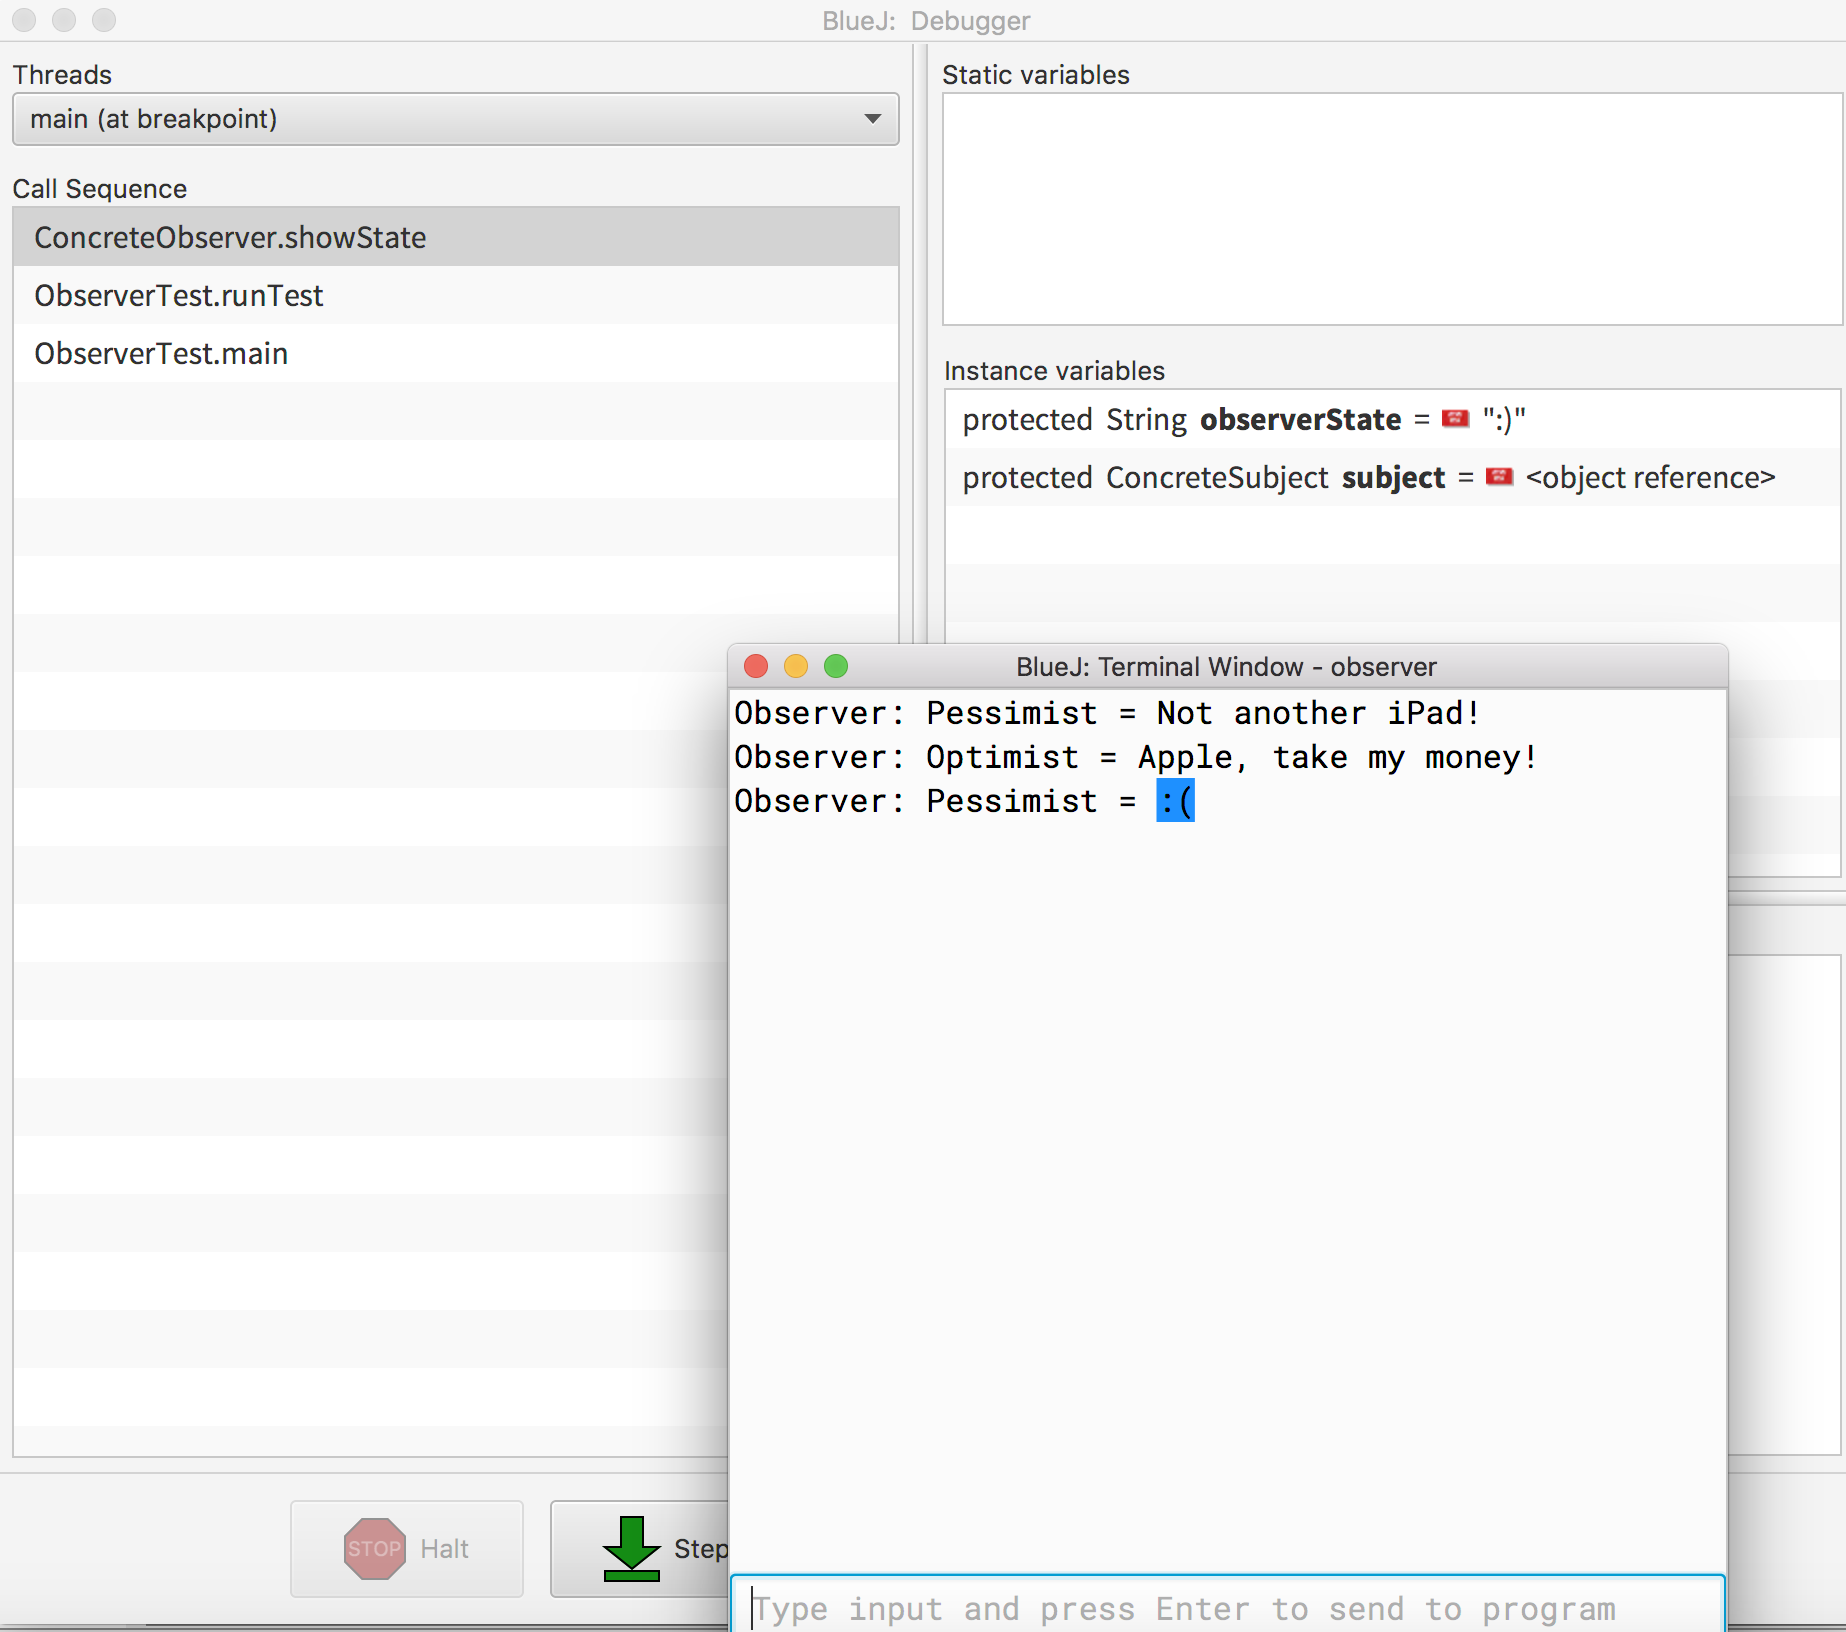 BlueJ: Debugger
Threads
main (at breakpoint)
Call Sequence
ConcreteObserver.showState
ObserverTest.runTest
ObserverTest.main
STOP Halt
Step
Static variables
Instance variables
protected String observerState = ":)"
protected ConcreteSubject subject = <object reference>
BlueJ: Terminal Window - observer
Observer: Pessimist = Not another iPad!
Observer: Optimist = Apple, take my money!
Observer: Pessimist = :(
Type input and press Enter to send to program